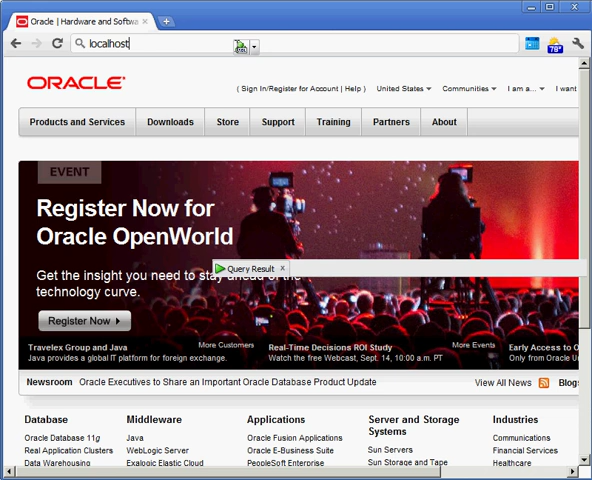 Oracle | Hardware and Softwa
localhost
SQL
78°
ORACLE
( Sign In/Register for Account | Help ) United States Communities I am a... I want
Products and Services Downloads Store Support Training Partners About
EVENT
Register Now for
Oracle OpenWorld
Query Result x
Get the insight you need to stay ahead of the
technology curve.
Register Now
More Customers More Events
Travelex Group and Java Real-Time Decisions ROI Study Early Access to O
Java provides a global IT platform for foreign exchange. Watch the free Webcast, Sept. 14, 10:00 a.m. PT Only from Oracle U
Newsroom Oracle Executives to Share an Important Oracle Database Product Update View All News Blogs
Database Middleware Applications Server and Storage Systems Industries
Oracle Database 11g Java Oracle Fusion Applications Sun Servers Communications
Real Application Clusters WebLogic Server Oracle E-Business Suite Sun Storage and Tape Financial Services
Data Warehousing Exalogic Elastic Cloud PeopleSoft Enterprise Healthcare